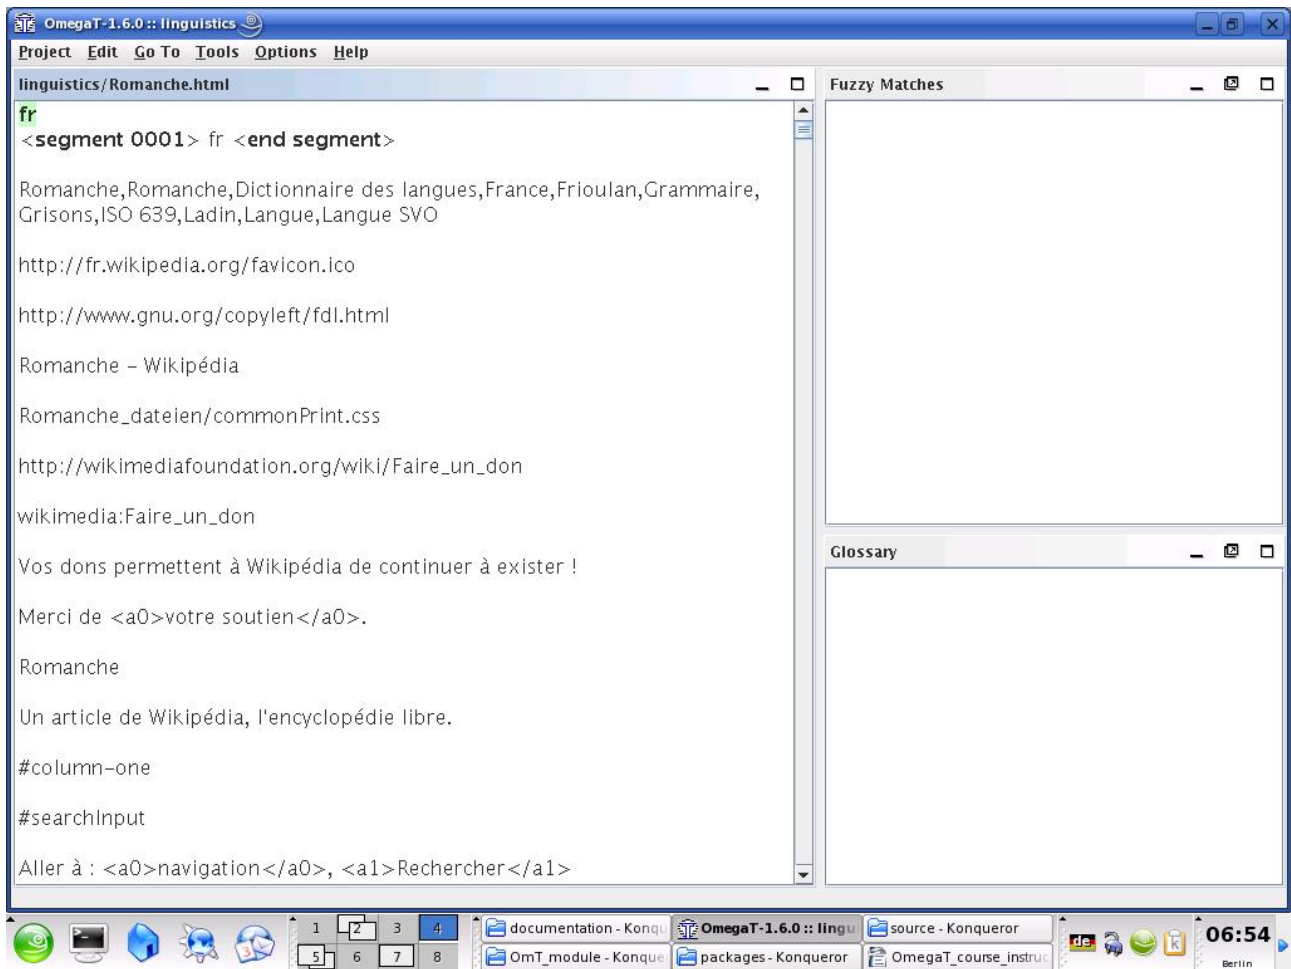 OmegaT-1.6.0 :: linguistics
Project Edit Go To Tools Options Help
linguistics/Romanche.html
fr
<segment 0001> fr <end segment>
Romanche,Romanche,Dictionnaire des langues,France,Frioulan,Grammaire,
Grisons,ISO 639,Ladin,Langue,Langue SVO
http://fr.wikipedia.org/favicon.ico
http://www.gnu.org/copyleft/fdl.html
Romanche – Wikipédia
Romanche_dateien/commonPrint.css
http://wikimediafoundation.org/wiki/Faire_un_don
wikimedia:Faire_un_don
Vos dons permettent à Wikipédia de continuer à exister !
Merci de <a0>votre soutien</a0>.
Romanche
Un article de Wikipédia, l'encyclopédie libre.
#column-one
#searchInput
Aller à : <a0>navigation</a0>, <a1>Rechercher</a1>
Fuzzy Matches
Glossary
1 2 3 4
5 6 7 8
documentation - Konqu
OmegaT-1.6.0 :: lingu
source - Konqueror
OmT_module - Konque
packages - Konqueror
OmegaT_course_instruc
de
06:54
Berlin